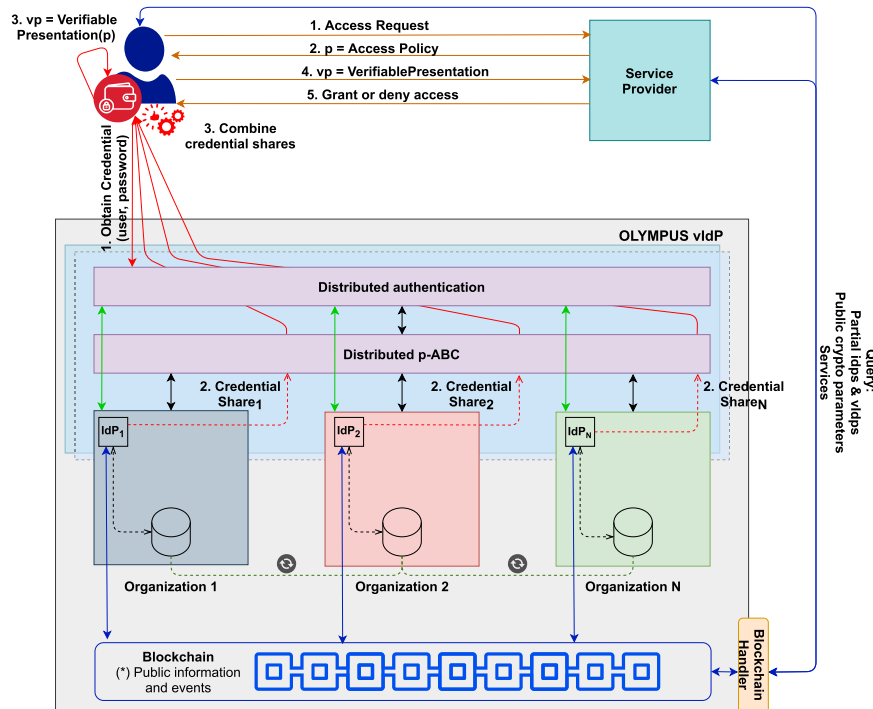 3. vp = Verifiable
Presentation(p)
1. Access Request
2. p = Access Policy
4. vp = VerifiablePresentation
5. Grant or deny access
Service
Provider
3. Combine
credential shares
1. Obtain Credential
(user, password)
OLYMPUS vIdP
Distributed authentication
Distributed p-ABC
2. Credential
Share1
2. Credential
Share2
2. Credential
ShareN
IdP1
IdP2
IdPN
Organization 1
Organization 2
Organization N
Query:
Partial idps & vIdps
Public crypto parameters
Services
Blockchain
(*) Public information
and events
Blockchain
Handler